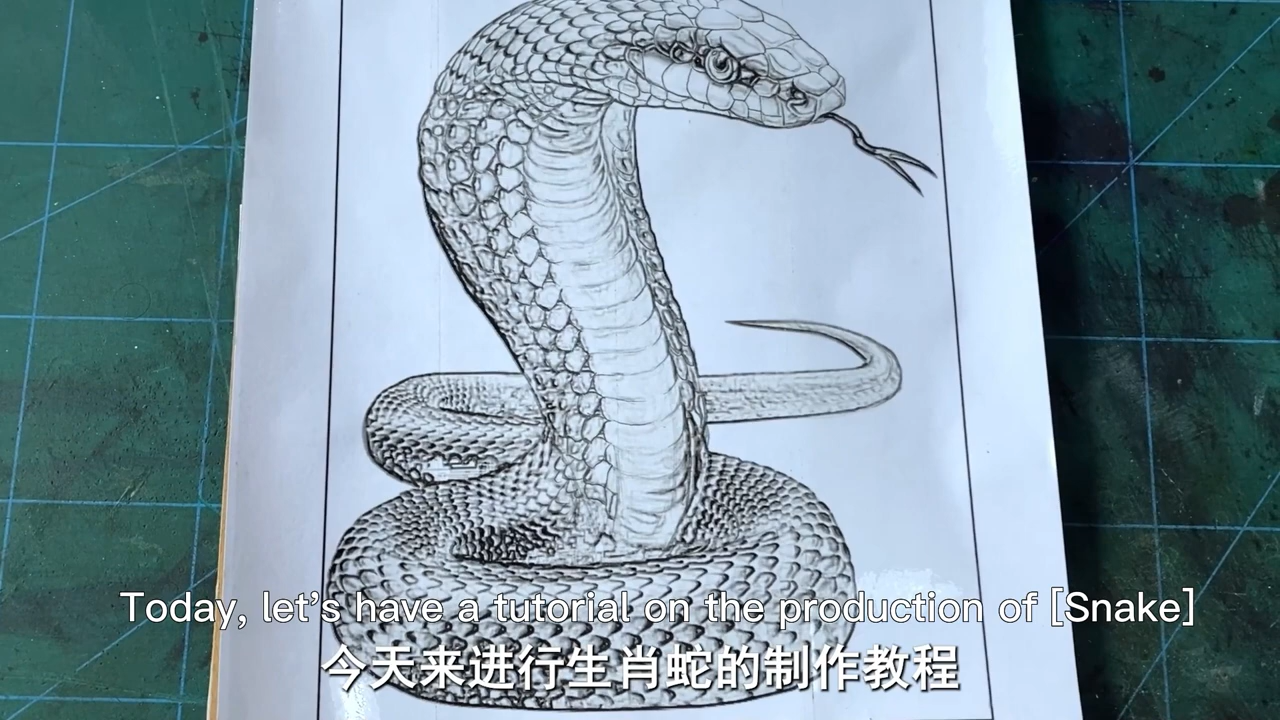 Today, let's have a tutorial on the production of [Snake]
今天来进行生肖蛇的制作教程